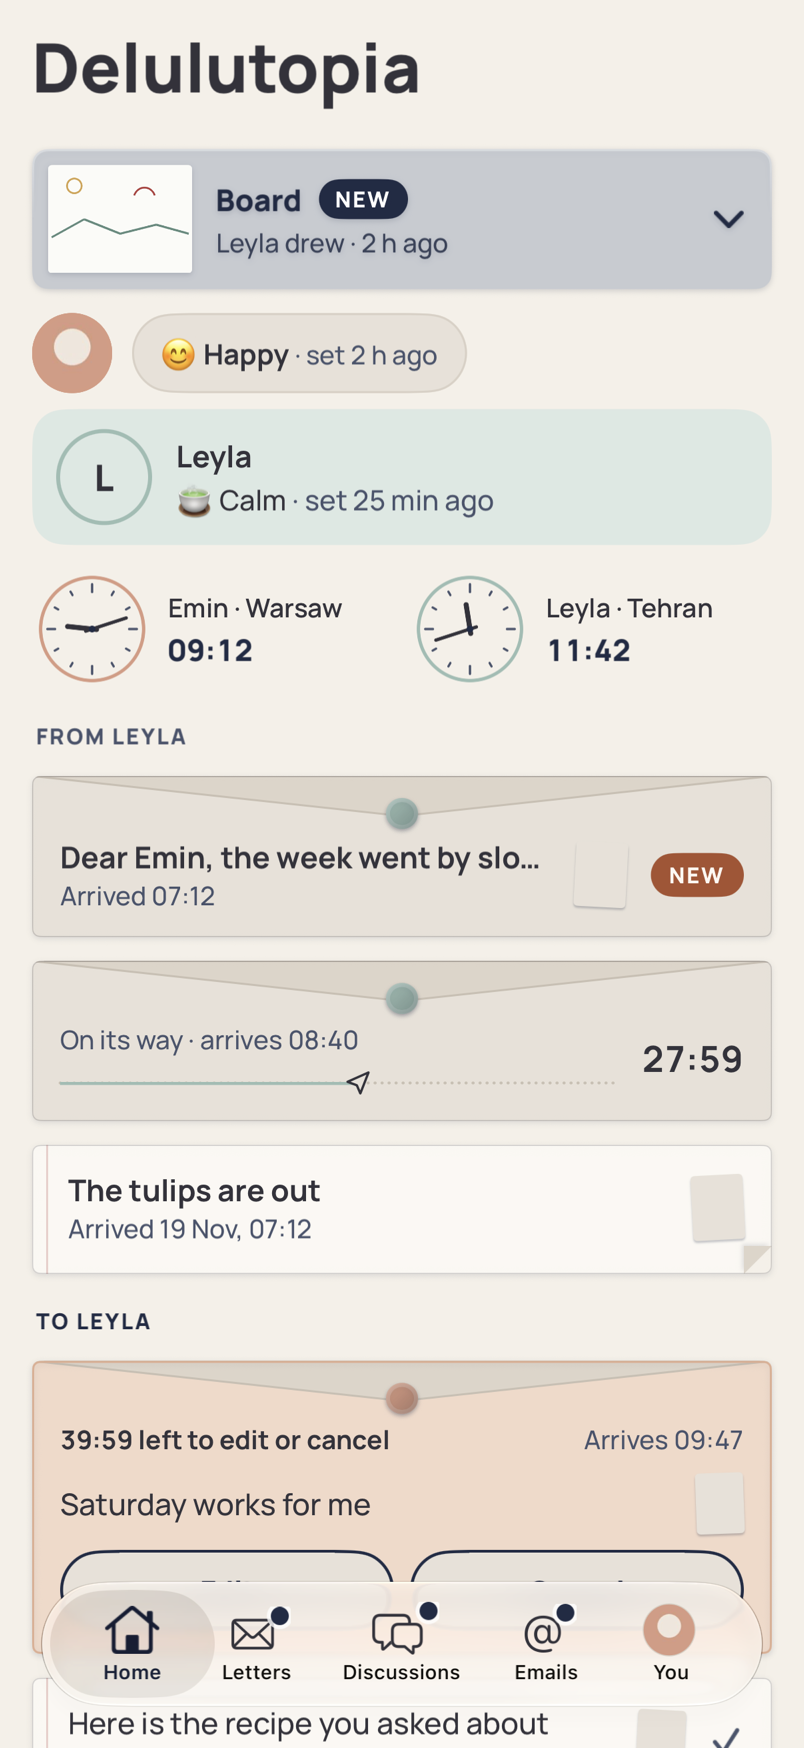 Delulutopia
Board NEW
Leyla drew · 2 h ago
😊 Happy · set 2 h ago
L
Leyla
🍵 Calm · set 25 min ago
Emin · Warsaw
09:12
Leyla · Tehran
11:42
FROM LEYLA
Dear Emin, the week went by slo...
Arrived 07:12
NEW
On its way · arrives 08:40
27:59
The tulips are out
Arrived 19 Nov, 07:12
TO LEYLA
39:59 left to edit or cancel
Arrives 09:47
Saturday works for me
Home
Letters
Discussions
Emails
You
Here is the recipe you asked about